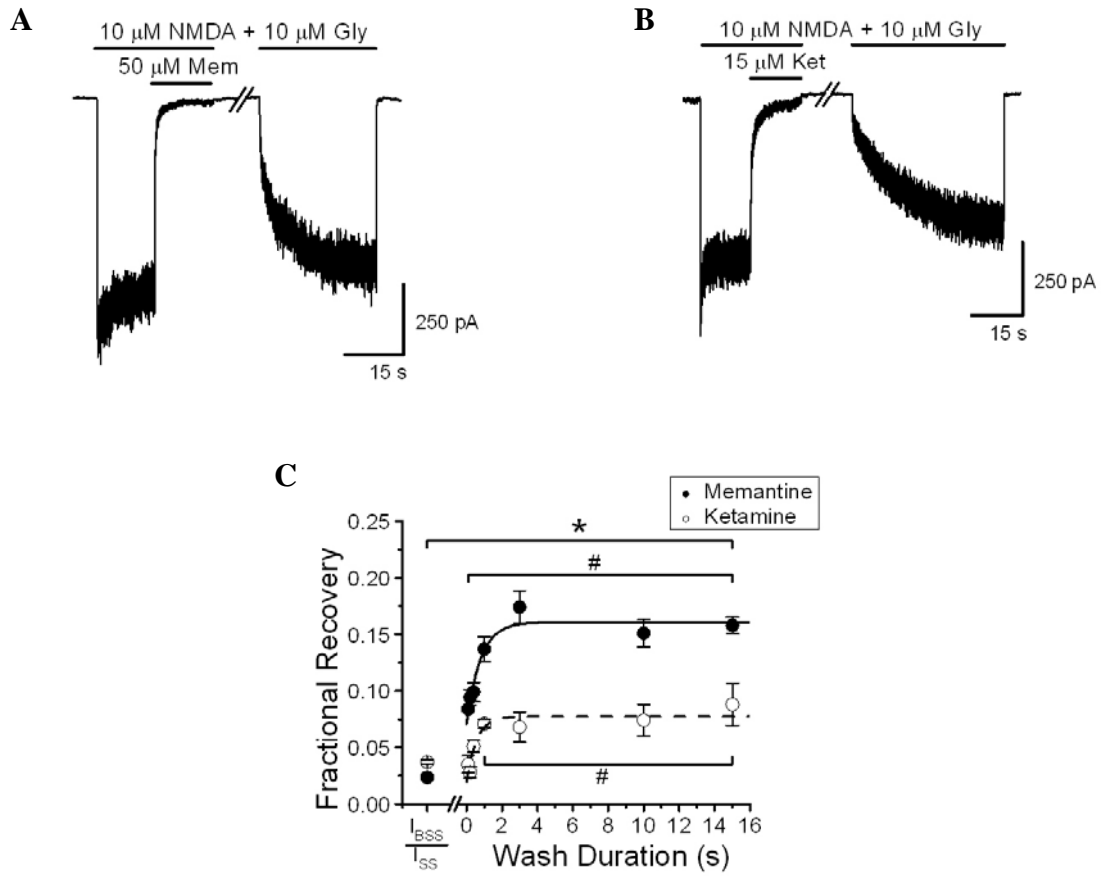 A
10 μM NMDA + 10 μM Gly
50 μM Mem
250 pA
15 s
B
10 μM NMDA + 10 μM Gly
15 μM Ket
250 pA
15 s
C
Memantine
Ketamine
*
#
#
Fractional Recovery
0.25
0.20
0.15
0.10
0.05
0.00
I_BSS
I_SS
0 2 4 6 8 10 12 14 16
Wash Duration (s)